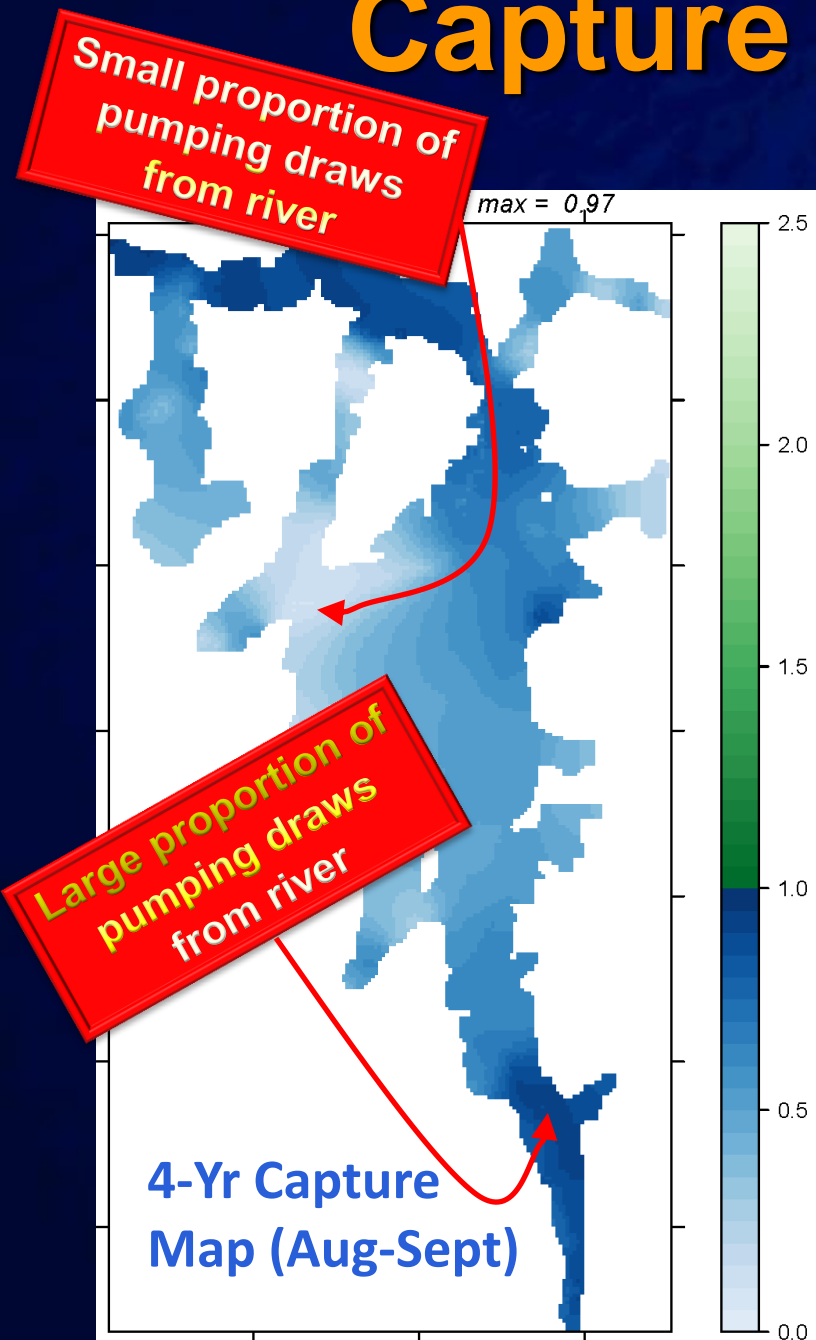 Capture
Small proportion of
pumping draws
from river
max = 0.97
2.5
2.0
1.5
1.0
0.5
0.0
Large proportion of
pumping draws
from river
4-Yr Capture
Map (Aug-Sept)